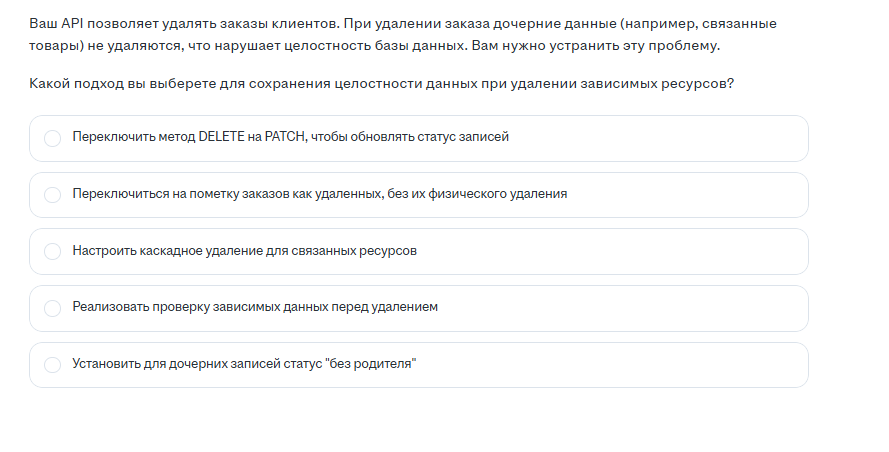 Ваш API позволяет удалять заказы клиентов. При удалении заказа дочерние данные (например, связанные
товары) не удаляются, что нарушает целостность базы данных. Вам нужно устранить эту проблему.
Какой подход вы выберете для сохранения целостности данных при удалении зависимых ресурсов?
Переключить метод DELETE на PATCH, чтобы обновлять статус записей
Переключиться на пометку заказов как удаленных, без их физического удаления
Настроить каскадное удаление для связанных ресурсов
Реализовать проверку зависимых данных перед удалением
Установить для дочерних записей статус "без родителя"